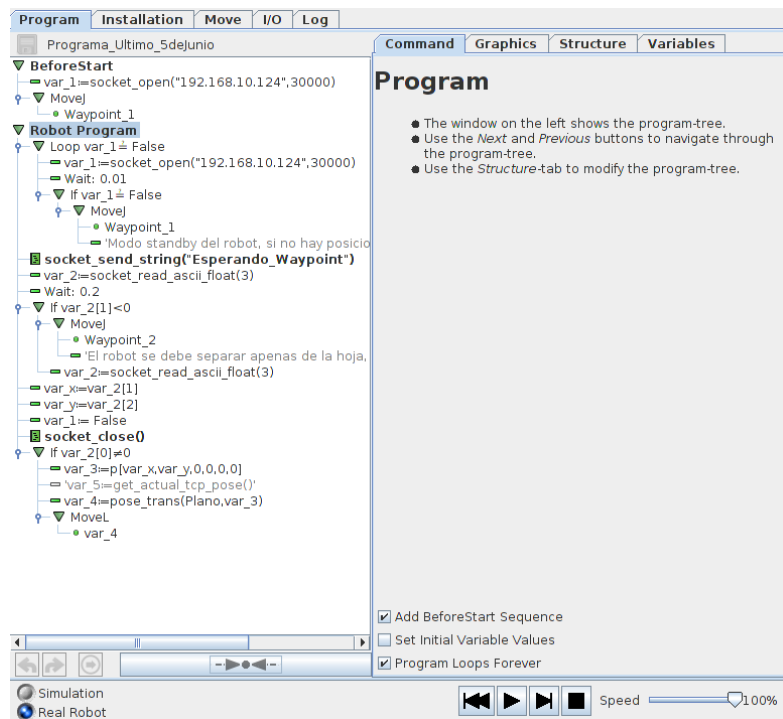 Program Installation Move I/O Log
Programa_Ultimo_5deJunio
BeforeStart
var_1:=socket_open("192.168.10.124",30000)
MoveJ
Waypoint_1
Robot Program
Loop var_1≟ False
var_1:=socket_open("192.168.10.124",30000)
Wait: 0.01
If var_1≟ False
MoveJ
Waypoint_1
'Modo standby del robot, si no hay posicio
socket_send_string("Esperando_Waypoint")
var_2:=socket_read_ascii_float(3)
Wait: 0.2
If var_2[1]<0
MoveJ
Waypoint_2
'El robot se debe separar apenas de la hoja,
var_2:=socket_read_ascii_float(3)
var_x:=var_2[1]
var_y:=var_2[2]
var_1:= False
socket_close()
If var_2[0]≠0
var_3:=p[var_x,var_y,0,0,0,0]
'var_5:=get_actual_tcp_pose()'
var_4:=pose_trans(Plano,var_3)
MoveL
var_4
Simulation
Real Robot
Command Graphics Structure Variables
Program
The window on the left shows the program-tree.
Use the Next and Previous buttons to navigate through
the program-tree.
Use the Structure-tab to modify the program-tree.
Add BeforeStart Sequence
Set Initial Variable Values
Program Loops Forever
Speed 100%